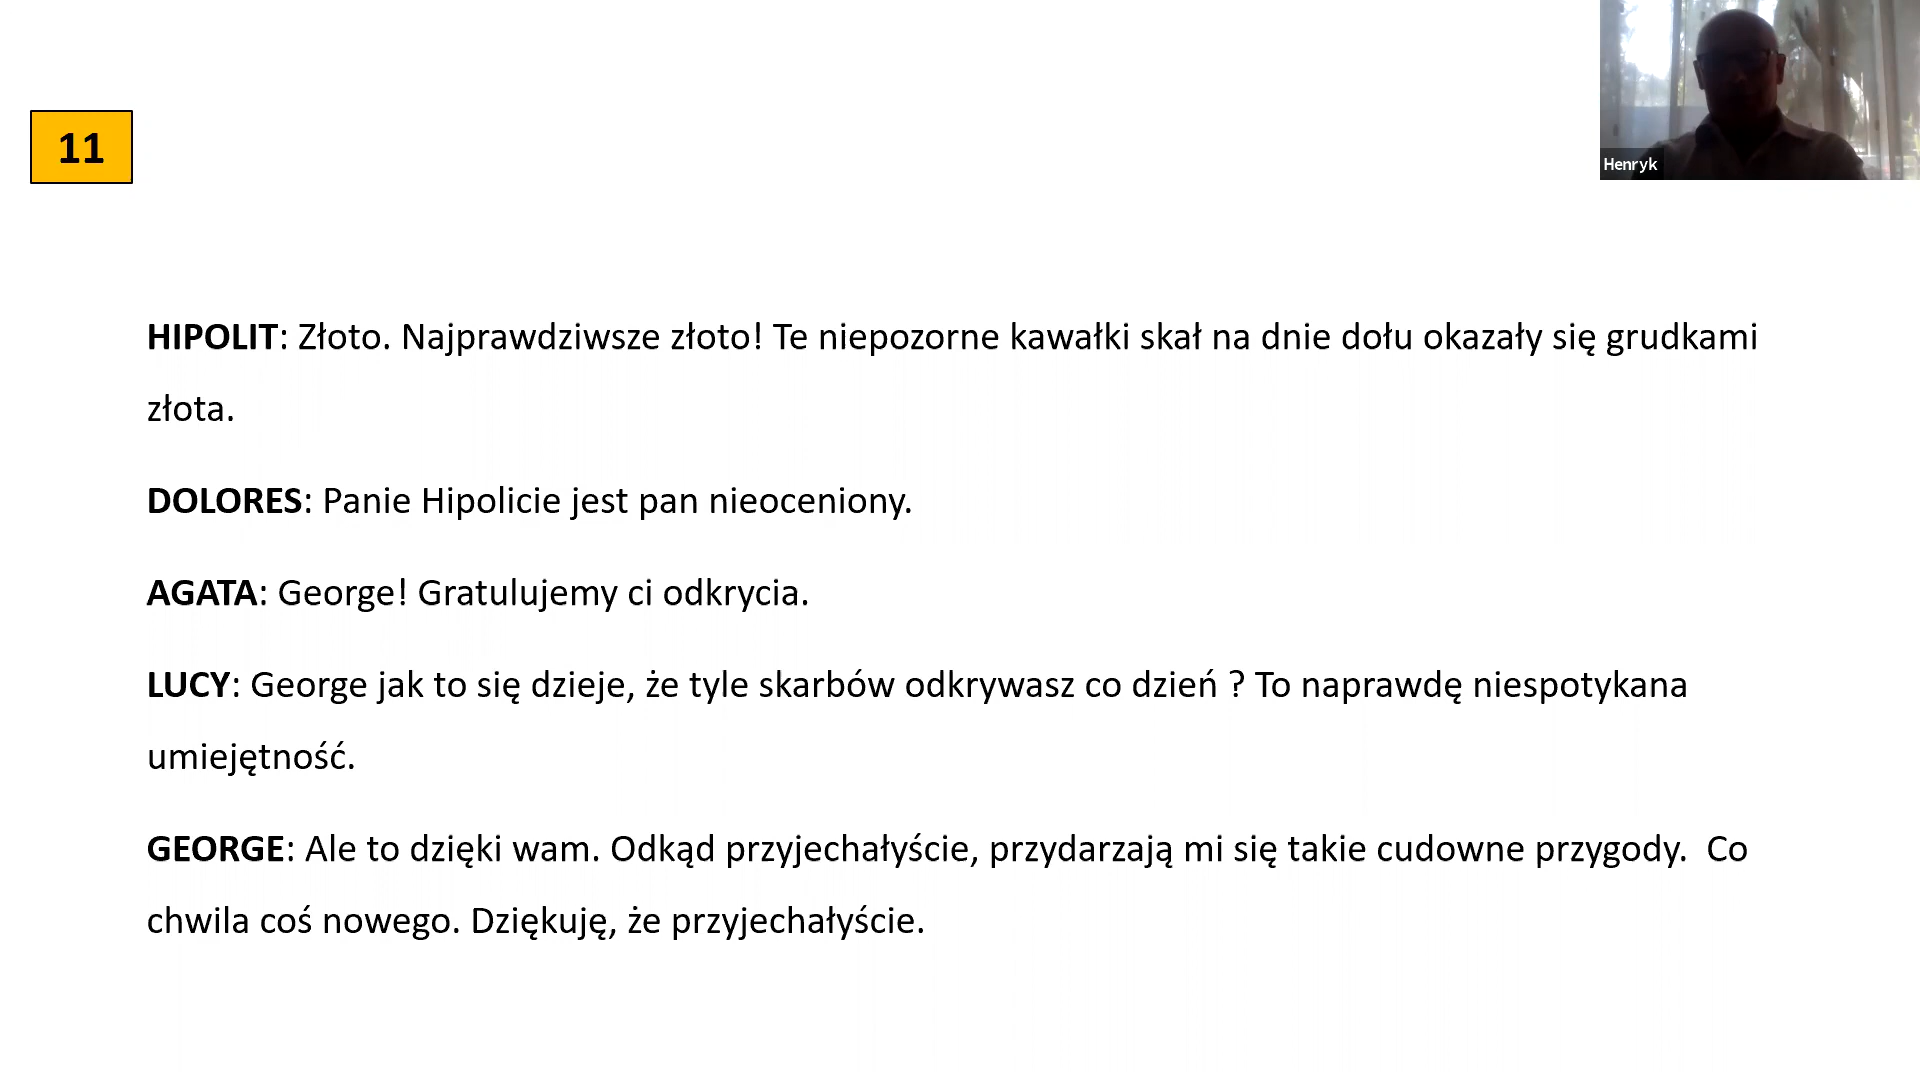 11
Henryk
HIPOLIT: Złoto. Najprawdziwsze złoto! Te niepozorne kawałki skał na dnie dołu okazały się grudkami
złota.
DOLORES: Panie Hipolicie jest pan nieoceniony.
AGATA: George! Gratulujemy ci odkrycia.
LUCY: George jak to się dzieje, że tyle skarbów odkrywasz co dzień ? To naprawdę niespotykana
umiejętność.
GEORGE: Ale to dzięki wam. Odkąd przyjechałyście, przydarzają mi się takie cudowne przygody.  Co
chwila coś nowego. Dziękuję, że przyjechałyście.